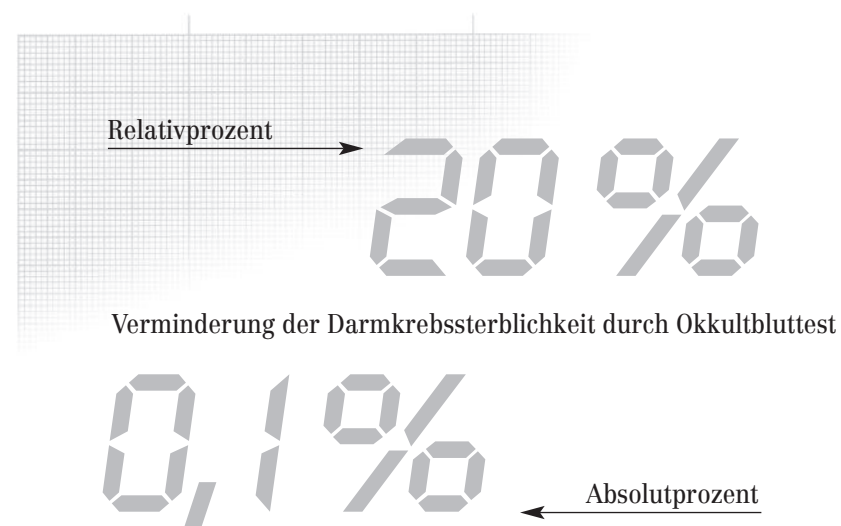 Relativprozent
20%
Verminderung der Darmkrebssterblichkeit durch Okkultbluttest
0,1%
Absolutprozent